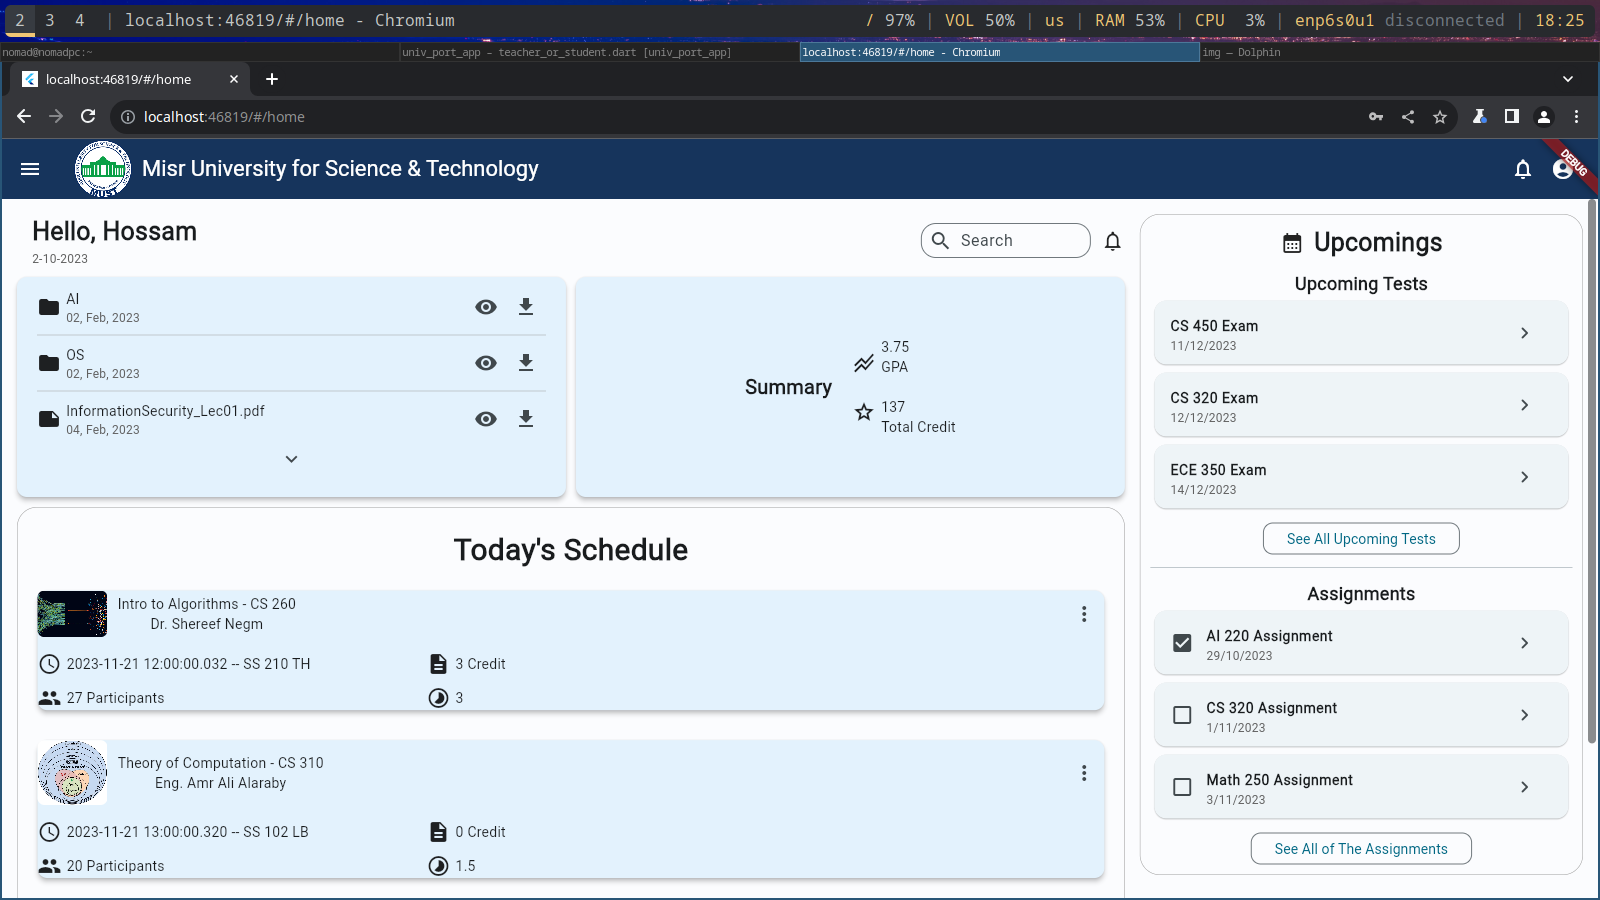 2 3 4 | localhost:46819/#/home - Chromium / 97% | VOL 50% | us | RAM 53% | CPU 3% | enp6s0u1 disconnected | 18:25
nomad@nomadpc:~ univ_port_app - teacher_or_student.dart [univ_port_app] localhost:46819/#/home - Chromium img — Dolphin
localhost:46819/#/home
localhost:46819/#/home
MUST
Misr University for Science & Technology
DEBUG
Hello, Hossam
2-10-2023
Search
AI
02, Feb, 2023
OS
02, Feb, 2023
InformationSecurity_Lec01.pdf
04, Feb, 2023
Summary
3.75
GPA
137
Total Credit
Today's Schedule
Intro to Algorithms - CS 260
Dr. Shereef Negm
2023-11-21 12:00:00.032 -- SS 210 TH
3 Credit
27 Participants
3
Theory of Computation - CS 310
Eng. Amr Ali Alaraby
2023-11-21 13:00:00.320 -- SS 102 LB
0 Credit
20 Participants
1.5
Upcomings
Upcoming Tests
CS 450 Exam
11/12/2023
CS 320 Exam
12/12/2023
ECE 350 Exam
14/12/2023
See All Upcoming Tests
Assignments
AI 220 Assignment
29/10/2023
CS 320 Assignment
1/11/2023
Math 250 Assignment
3/11/2023
See All of The Assignments